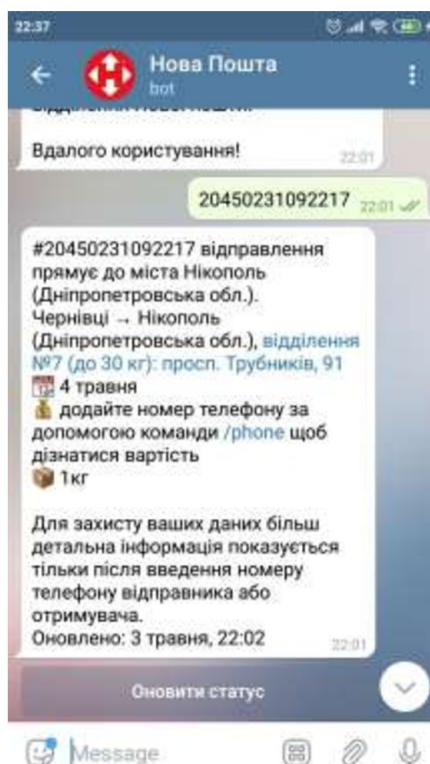 22:37
Нова Пошта
bot
Вдалого користування!
22:01
20450231092217 22:01
#20450231092217 відправлення
прямує до міста Нікополь
(Дніпропетровська обл.).
Чернівці → Нікополь
(Дніпропетровська обл.), відділення
№7 (до 30 кг): просп. Трубників, 91
4 травня
додайте номер телефону за
допомогою команди /phone щоб
дізнатися вартість
1кг
Для захисту ваших даних більш
детальна інформація показується
тільки після введення номеру
телефону відправника або
отримувача.
Оновлено: 3 травня, 22:02
22:01
Оновити статус
Message